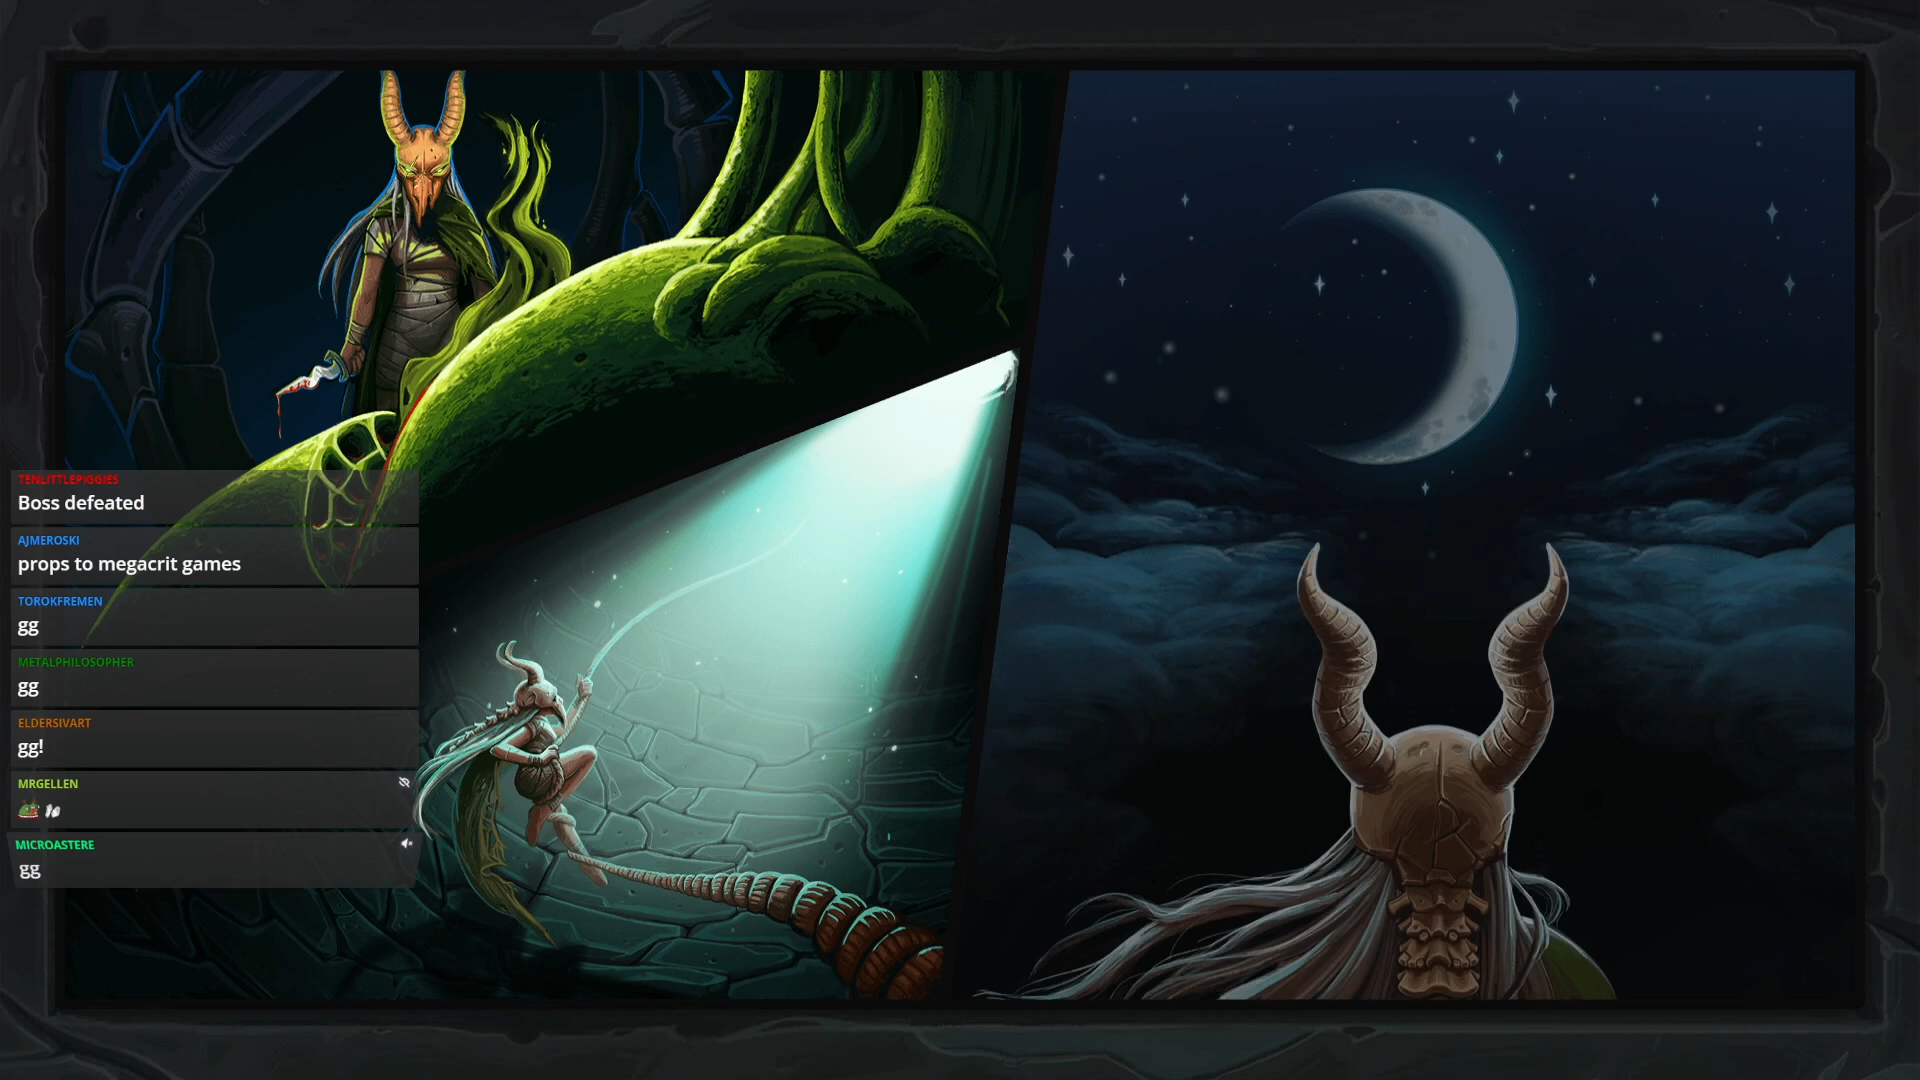 TENLITTLEPIGGIES
Boss defeated
AJMEROSKI
props to megacrit games
TOROKFREMEN
gg
METALPHILOSOPHER
gg
ELDERSIVART
gg!
MRGELLEN
MICROASTERE
gg